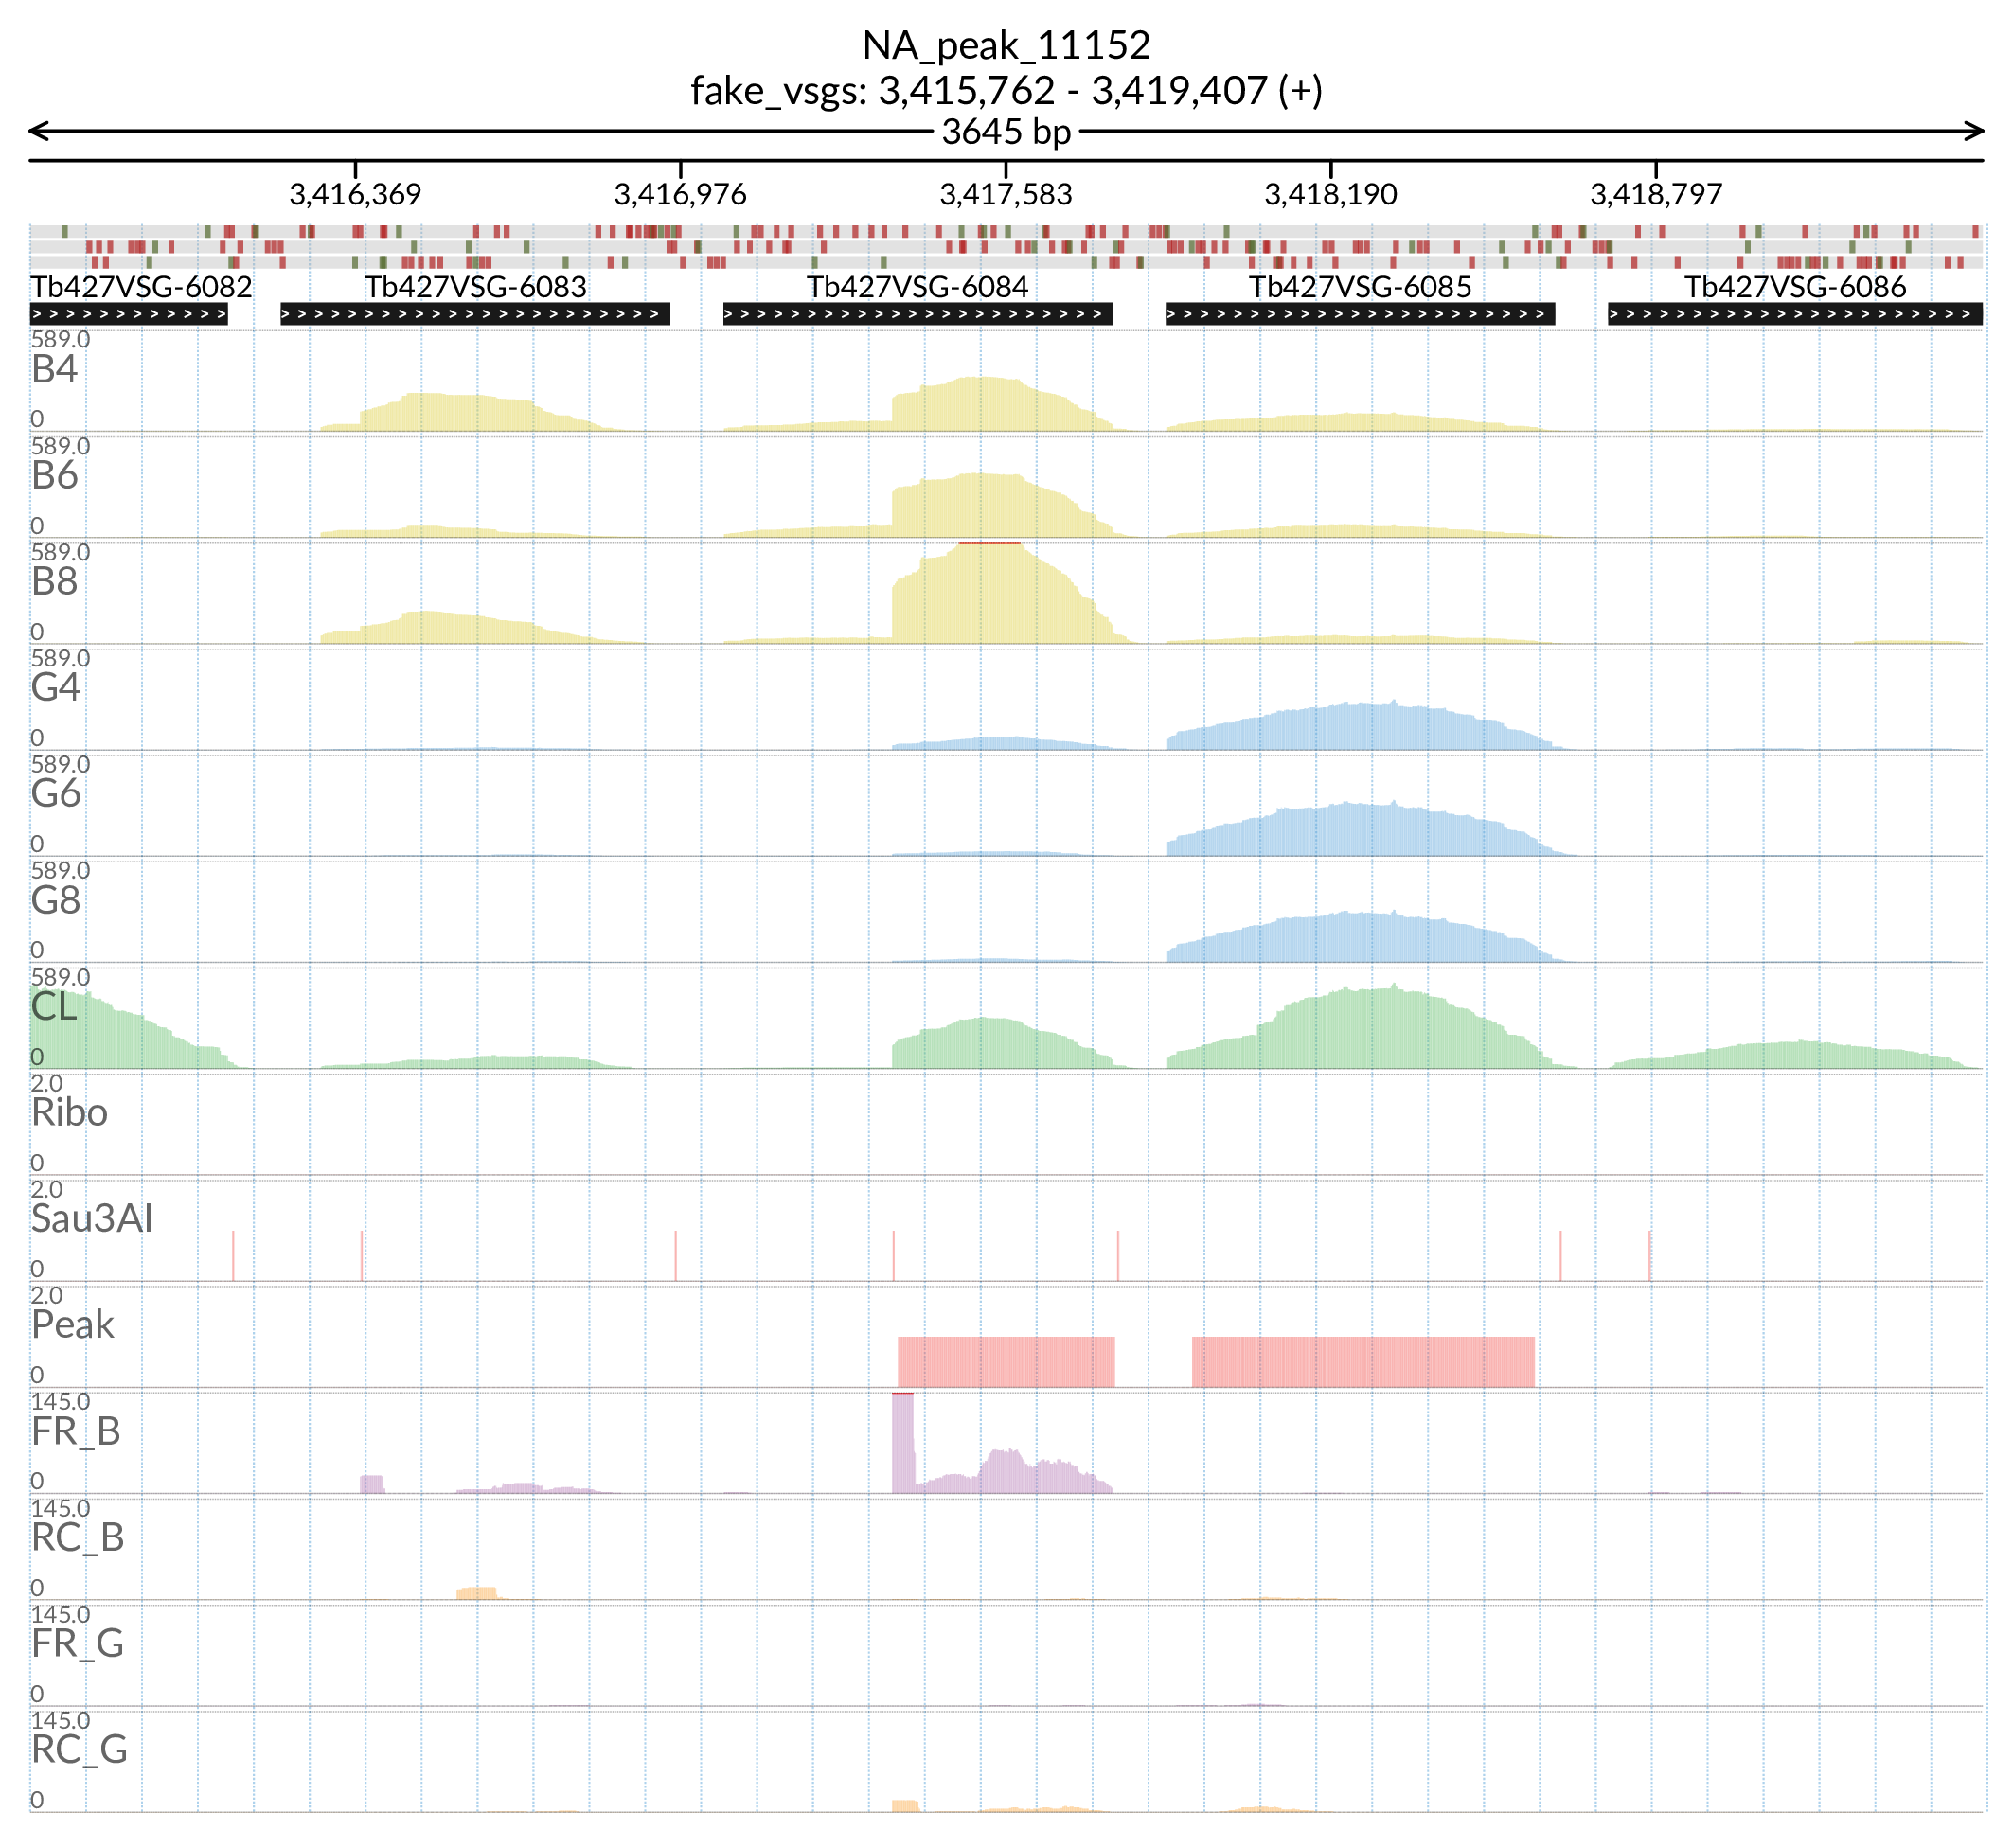 NA_peak_11152
fake_vsgs: 3,415,762 - 3,419,407 (+)
3645 bp
3,416,369 3,416,976 3,417,583 3,418,190 3,418,797
Tb427VSG-6082 Tb427VSG-6083 Tb427VSG-6084 Tb427VSG-6085 Tb427VSG-6086
589.0
B4
0
589.0
B6
0
589.0
B8
0
589.0
G4
0
589.0
G6
0
589.0
G8
0
589.0
CL
0
2.0
Ribo
0
2.0
Sau3AI
0
2.0
Peak
0
145.0
FR_B
0
145.0
RC_B
0
145.0
FR_G
0
145.0
RC_G
0